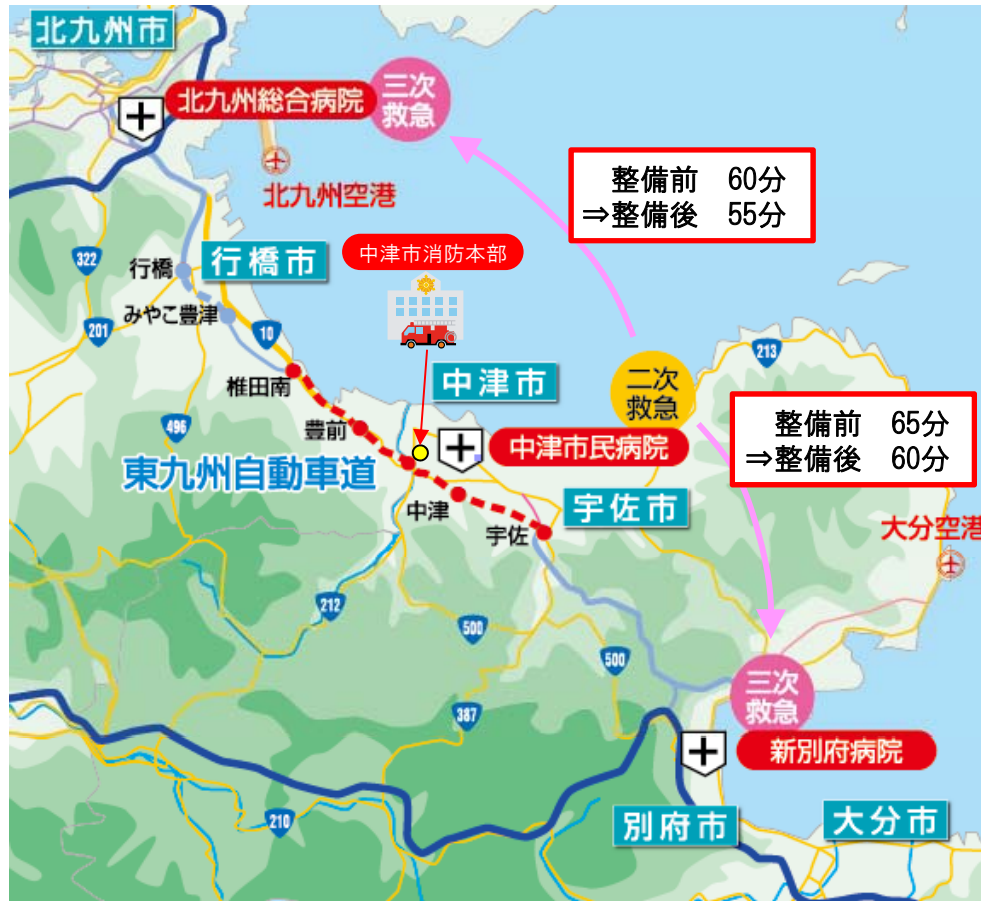 北九州市
北九州総合病院
三次
救急
北九州空港
整備前 60分
⇒整備後 55分
322
行橋
行橋市
中津市消防本部
みやこ豊津
201
10
213
椎田南
中津市
二次
救急
496
豊前
整備前 65分
⇒整備後 60分
中津市民病院
東九州自動車道
中津
宇佐市
宇佐
大分空港
212
500
500
三次
救急
387
新別府病院
210
別府市
大分市